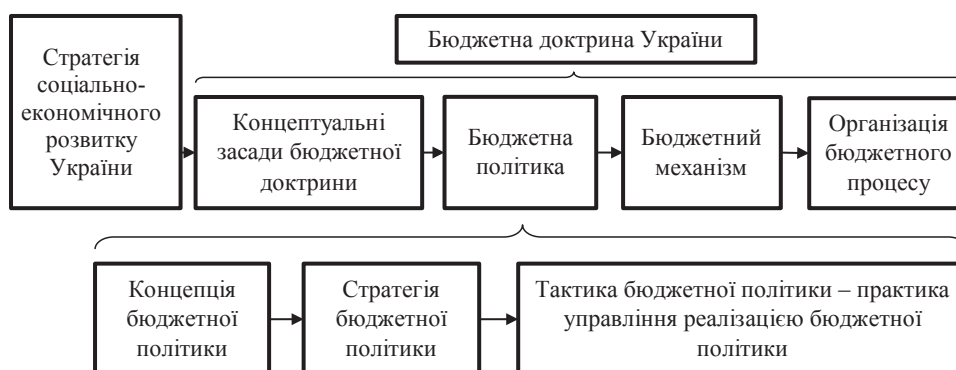 Стратегія
соціально-
економічного
розвитку
України
Бюджетна доктрина України
Концептуальні
засади бюджетної
доктрини
Бюджетна
політика
Бюджетний
механізм
Організація
бюджетного
процесу
Концепція
бюджетної
політики
Стратегія
бюджетної
політики
Тактика бюджетної політики – практика
управління реалізацією бюджетної
політики